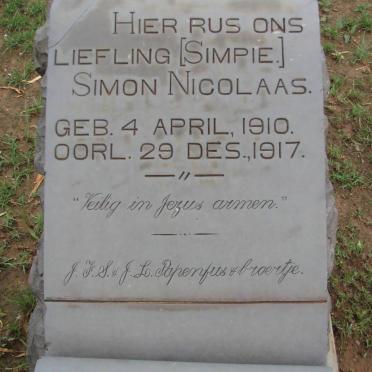 HIER RUS ONS
LIEFLING [SIMPIE.]
SIMON NICOLAAS.
GEB. 4 APRIL, 1910.
OORL. 29 DES., 1917.
— " —
"Veilig in Jezus armen."
J. F. S. & J. L. Papenfus & broertje.